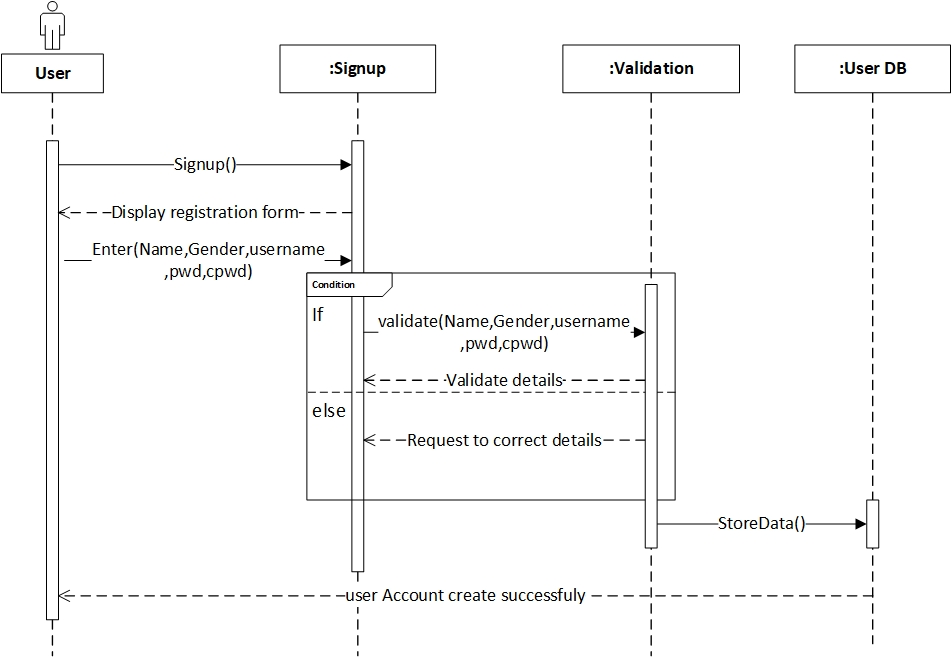 User
:Signup
:Validation
:User DB
Signup()
Display registration form
Enter(Name,Gender,username
,pwd,cpwd)
Condition
If
validate(Name,Gender,username
,pwd,cpwd)
Validate details
else
Request to correct details
StoreData()
user Account create successfuly